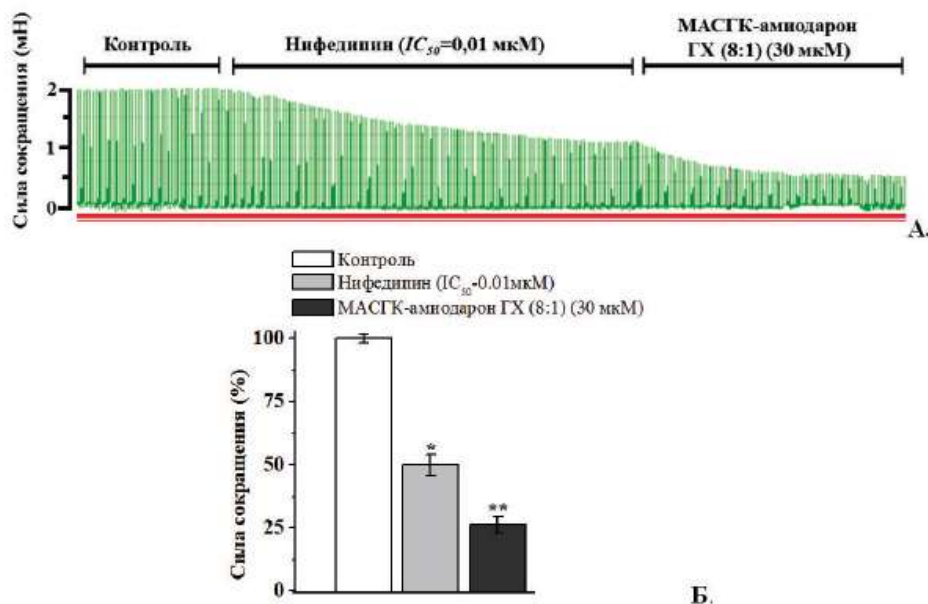 Контроль
Нифедипин (IC50=0,01 мкМ)
МАСГК-амиодарон
ГХ (8:1) (30 мкМ)
Сила сокращения (мН)
2
1
0
А.
Контроль
Нифедипин (IC50-0.01мкМ)
МАСГК-амиодарон ГХ (8:1) (30 мкМ)
Сила сокращения (%)
100
75
50
25
0
*
**
Б.